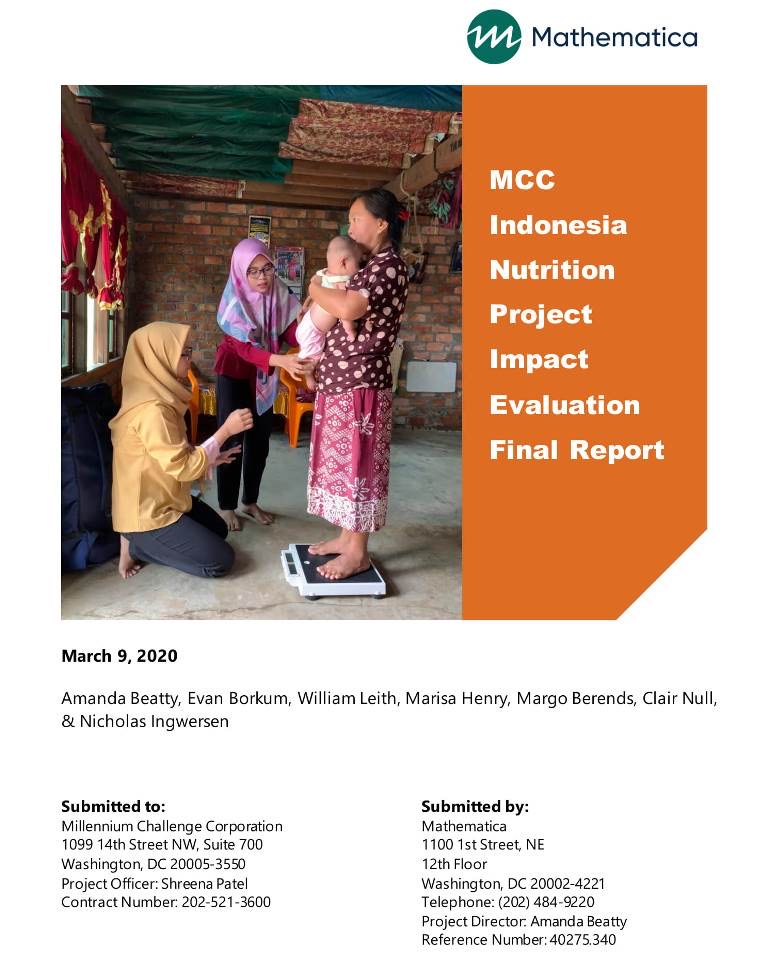 Mathematica
MCC
Indonesia
Nutrition
Project
Impact
Evaluation
Final Report
March 9, 2020
Amanda Beatty, Evan Borkum, William Leith, Marisa Henry, Margo Berends, Clair Null,
& Nicholas Ingwersen
Submitted to:
Millennium Challenge Corporation
1099 14th Street NW, Suite 700
Washington, DC 20005-3550
Project Officer: Shreena Patel
Contract Number: 202-521-3600
Submitted by:
Mathematica
1100 1st Street, NE
12th Floor
Washington, DC 20002-4221
Telephone: (202) 484-9220
Project Director: Amanda Beatty
Reference Number: 40275.340